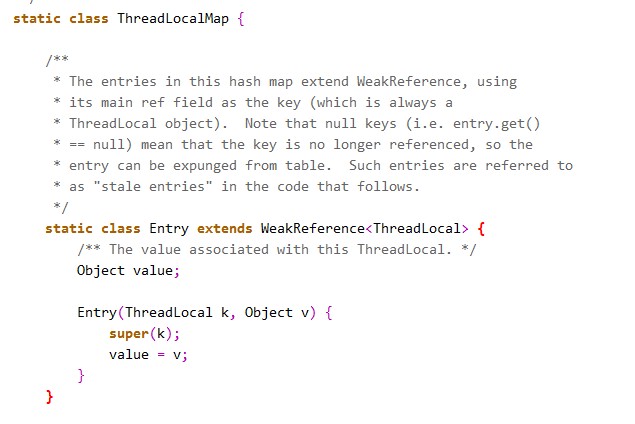 static class ThreadLocalMap {
/**
* The entries in this hash map extend WeakReference, using
* its main ref field as the key (which is always a
* ThreadLocal object).  Note that null keys (i.e. entry.get()
* == null) mean that the key is no longer referenced, so the
* entry can be expunged from table.  Such entries are referred to
* as "stale entries" in the code that follows.
*/
static class Entry extends WeakReference<ThreadLocal> {
/** The value associated with this ThreadLocal. */
Object value;
Entry(ThreadLocal k, Object v) {
super(k);
value = v;
}
}